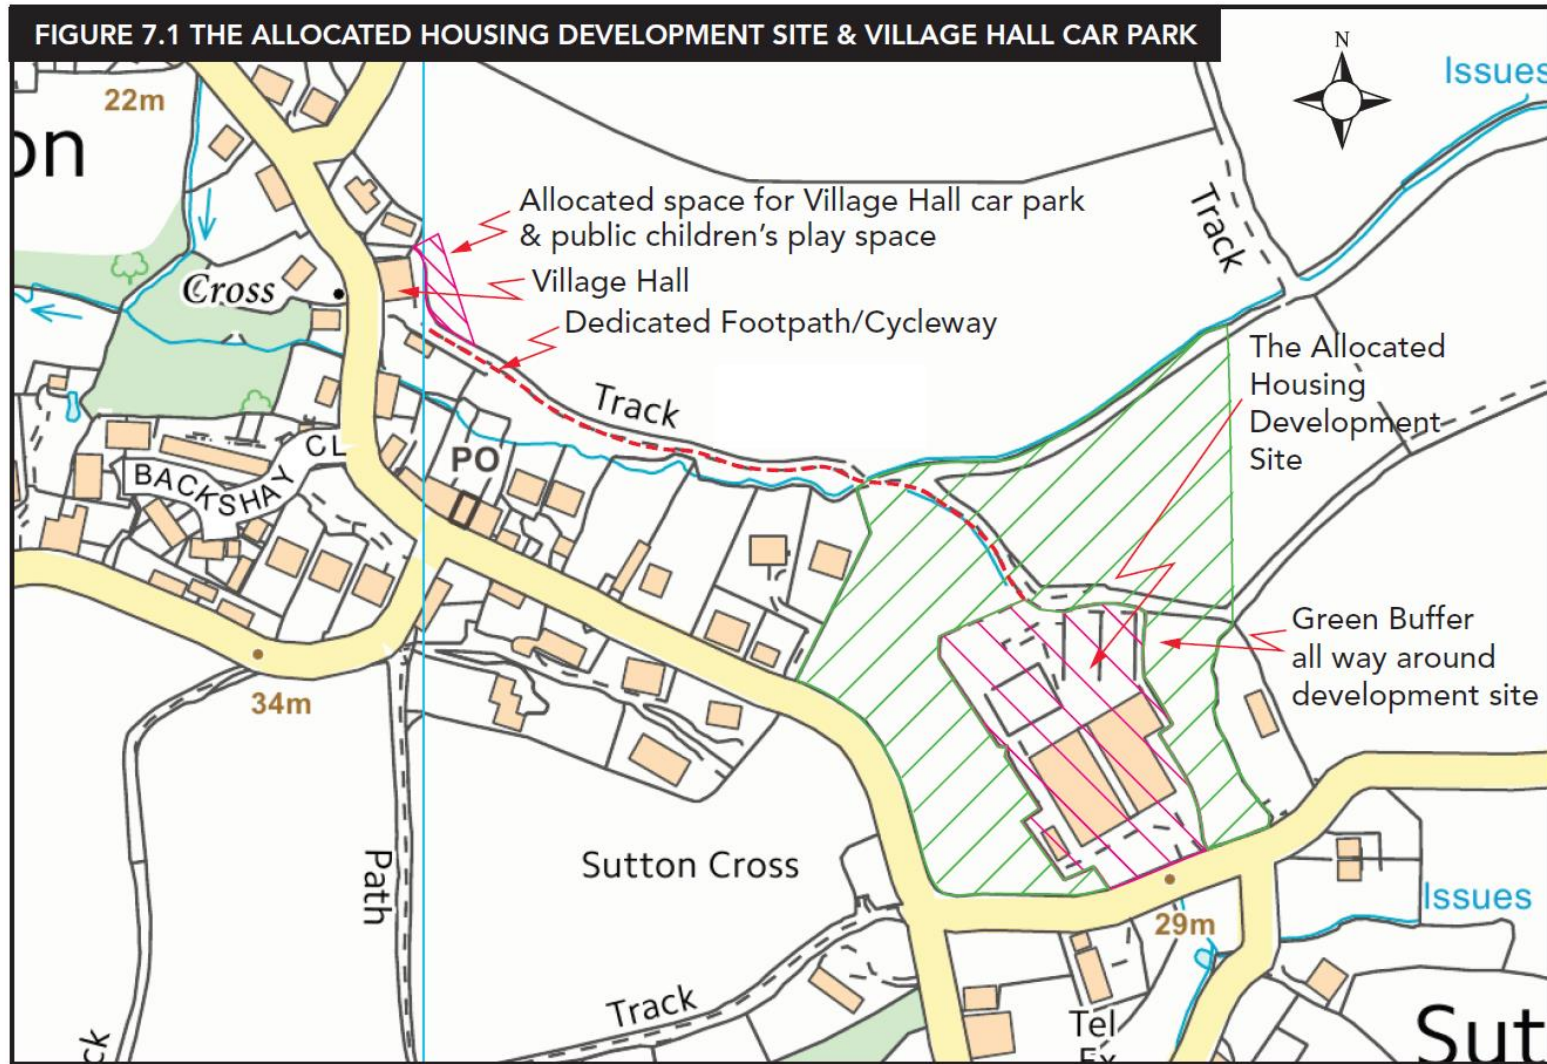 FIGURE 7.1 THE ALLOCATED HOUSING DEVELOPMENT SITE & VILLAGE HALL CAR PARK
N
Issues
22m
on
Track
Allocated space for Village Hall car park
& public children's play space
Cross
Village Hall
Dedicated Footpath/Cycleway
The Allocated
Housing
Development
Site
Track
PO
BACKSHAY CL
Green Buffer
all way around
development site
34m
Path
Sutton Cross
Issues
29m
Track
Tel
Ex
Sut
ck